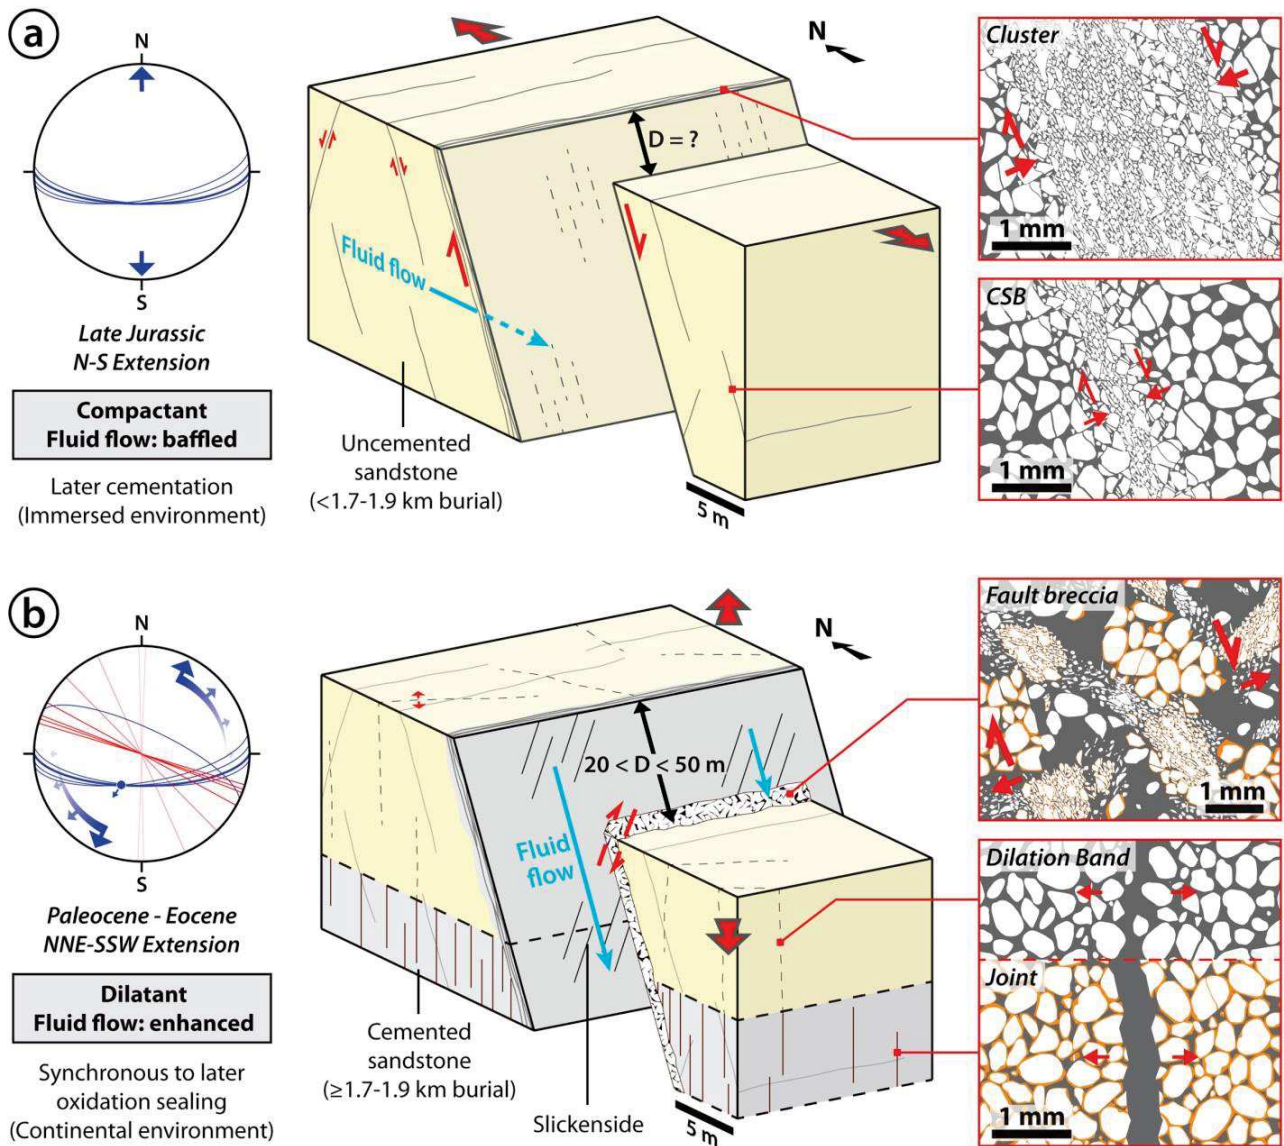 a
N
S
Late Jurassic
N-S Extension
Compactant
Fluid flow: baffled
Later cementation
(Immersed environment)
N
D = ?
Fluid flow
Uncemented
sandstone
(<1.7-1.9 km burial)
5 m
Cluster
1 mm
CSB
1 mm
b
N
S
Paleocene - Eocene
NNE-SSW Extension
Dilatant
Fluid flow: enhanced
Synchronous to later
oxidation sealing
(Continental environment)
N
20 < D < 50 m
Fluid
flow
Cemented
sandstone
(≥1.7-1.9 km burial)
Slickenside
5 m
Fault breccia
1 mm
Dilation Band
Joint
1 mm